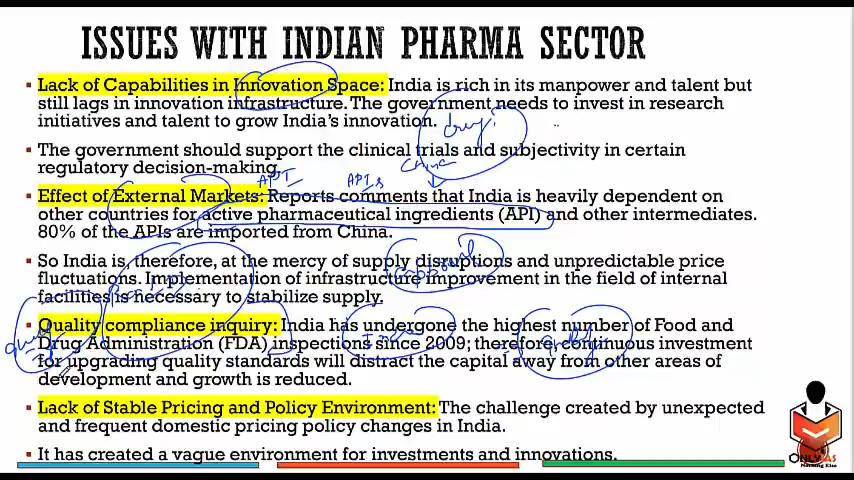 ISSUES WITH INDIAN PHARMA SECTOR
▪ Lack of Capabilities in Innovation Space: India is rich in its manpower and talent but
still lags in innovation infrastructure. The government needs to invest in research
initiatives and talent to grow India's innovation.
drug
▪ The government should support the clinical trials and subjectivity in certain
regulatory decision-making.
China
API
APIs
▪ Effect of External Markets: Reports comments that India is heavily dependent on
other countries for active pharmaceutical ingredients (API) and other intermediates.
80% of the APIs are imported from China.
▪ So India is, therefore, at the mercy of supply disruptions and unpredictable price
fluctuations. Implementation of infrastructure improvement in the field of internal
facilities is necessary to stabilize supply.
▪ Quality compliance inquiry: India has undergone the highest number of Food and
Drug Administration (FDA) inspections since 2009; therefore continuous investment
for upgrading quality standards will distract the capital away from other areas of
development and growth is reduced.
▪ Lack of Stable Pricing and Policy Environment: The challenge created by unexpected
and frequent domestic pricing policy changes in India.
▪ It has created a vague environment for investments and innovations.
ONLY IAS
Nothing Else